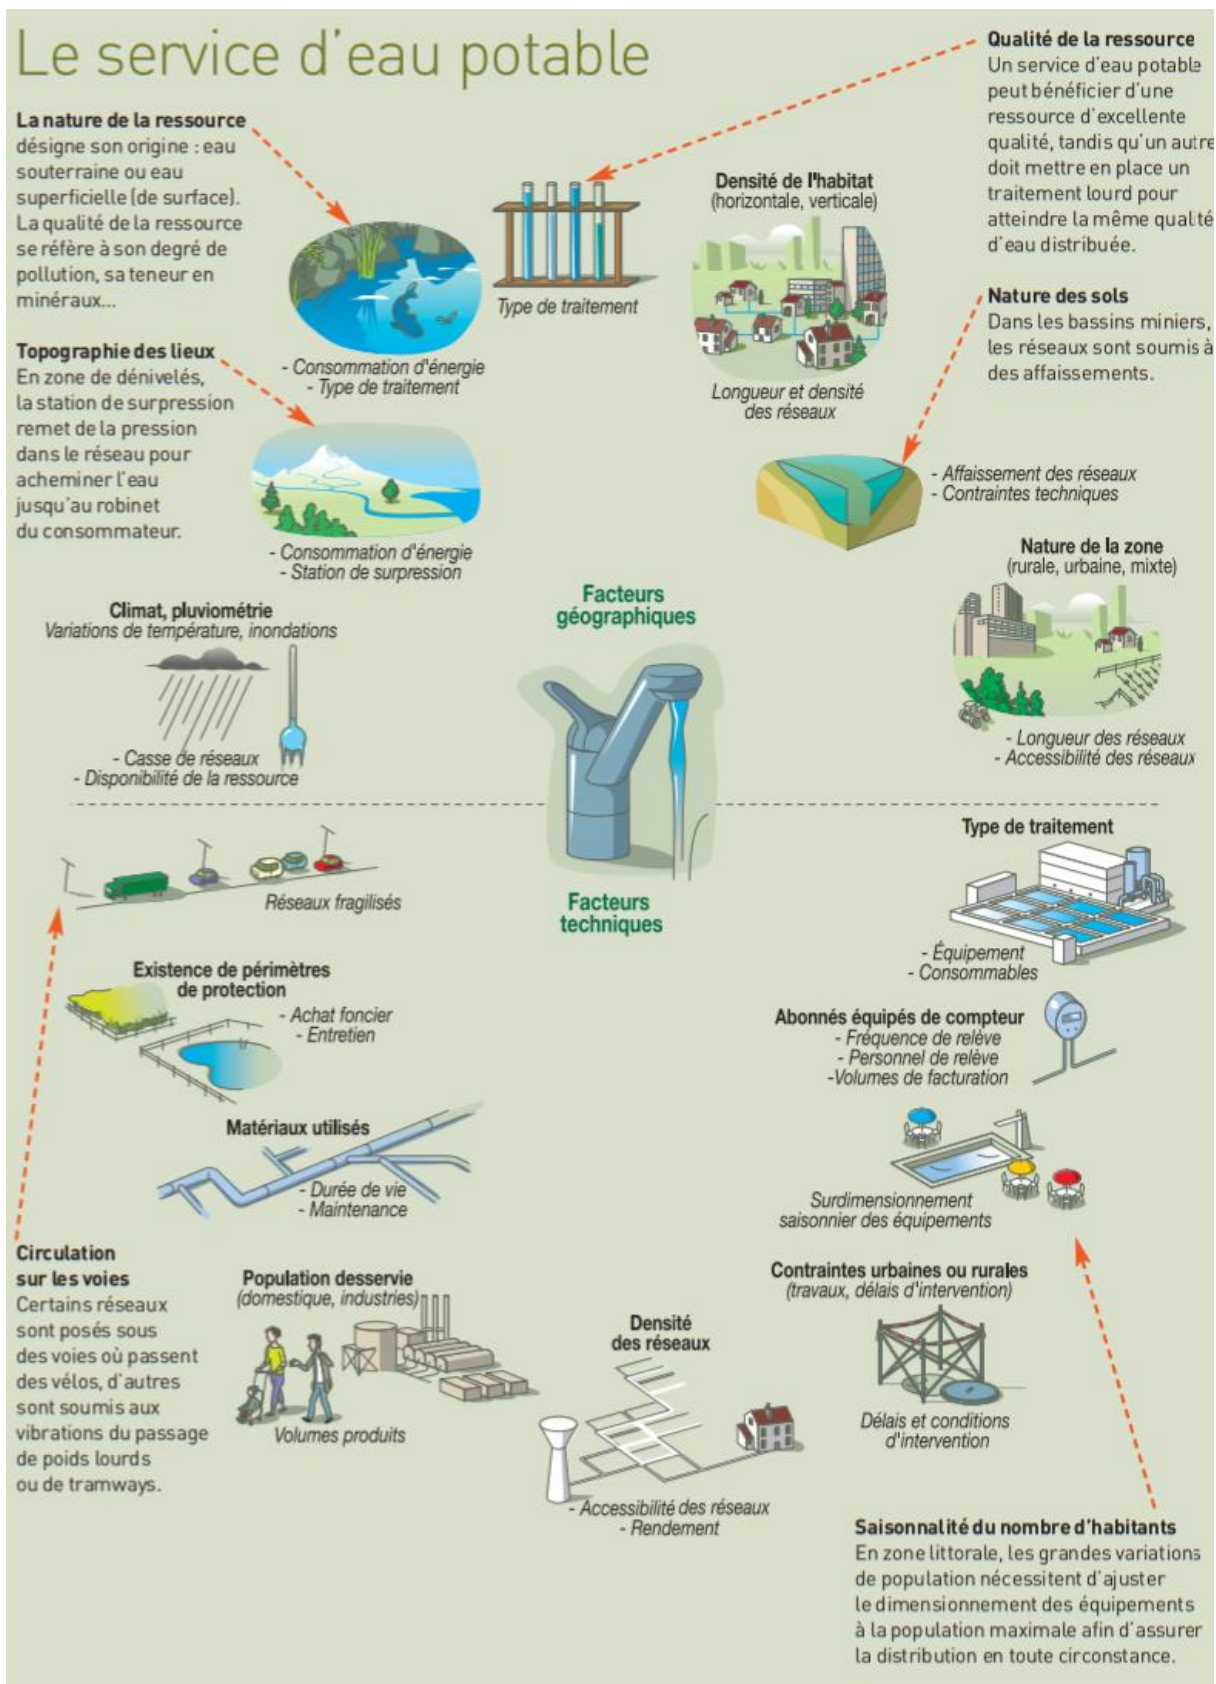 Le service d'eau potable
La nature de la ressource
désigne son origine : eau
souterraine ou eau
superficielle (de surface).
La qualité de la ressource
se réfère à son degré de
pollution, sa teneur en
minéraux...
- Consommation d'énergie
- Type de traitement
Type de traitement
Densité de l'habitat
(horizontale, verticale)
Longueur et densité
des réseaux
Qualité de la ressource
Un service d'eau potable
peut bénéficier d'une
ressource d'excellente
qualité, tandis qu'un autre
doit mettre en place un
traitement lourd pour
atteindre la même qualité
d'eau distribuée.
Topographie des lieux
En zone de dénivelés,
la station de surpression
remet de la pression
dans le réseau pour
acheminer l'eau
jusqu'au robinet
du consommateur.
- Consommation d'énergie
- Station de surpression
Nature des sols
Dans les bassins miniers,
les réseaux sont soumis à
des affaissements.
- Affaissement des réseaux
- Contraintes techniques
Climat, pluviométrie
Variations de température, inondations
- Casse de réseaux
- Disponibilité de la ressource
Facteurs
géographiques
Nature de la zone
(rurale, urbaine, mixte)
- Longueur des réseaux
- Accessibilité des réseaux
Facteurs
techniques
Réseaux fragilisés
Type de traitement
- Équipement
- Consommables
Existence de périmètres
de protection
- Achat foncier
- Entretien
Abonnés équipés de compteur
- Fréquence de relève
- Personnel de relève
-Volumes de facturation
Matériaux utilisés
- Durée de vie
- Maintenance
Surdimensionnement
saisonnier des équipements
Circulation
sur les voies
Certains réseaux
sont posés sous
des voies où passent
des vélos, d'autres
sont soumis aux
vibrations du passage
de poids lourds
ou de tramways.
Population desservie
(domestique, industries)
Volumes produits
Densité
des réseaux
- Accessibilité des réseaux
- Rendement
Contraintes urbaines ou rurales
(travaux, délais d'intervention)
Délais et conditions
d'intervention
Saisonnalité du nombre d'habitants
En zone littorale, les grandes variations
de population nécessitent d'ajuster
le dimensionnement des équipements
à la population maximale afin d'assurer
la distribution en toute circonstance.